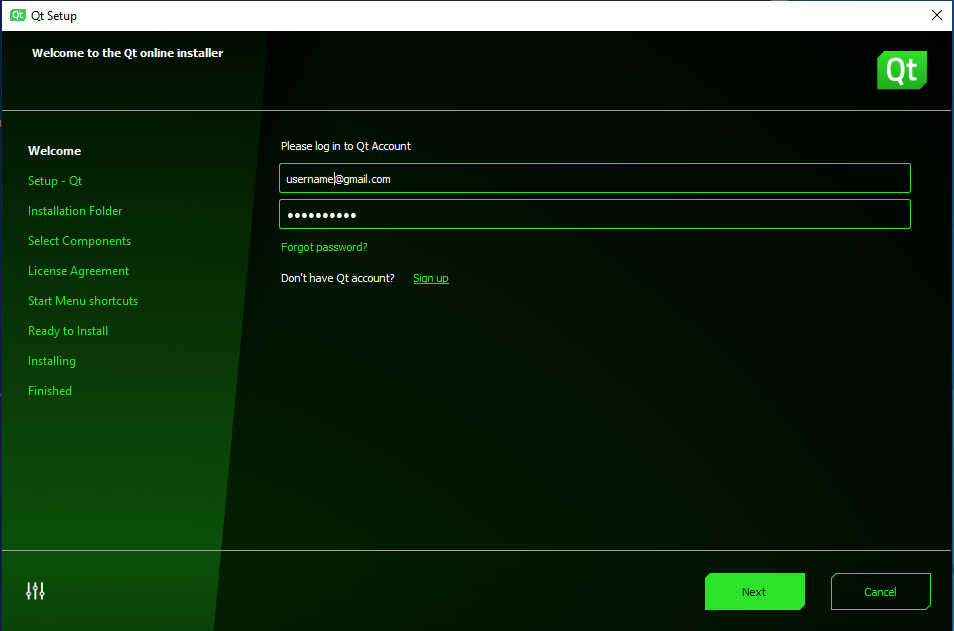 Qt Qt Setup
Welcome to the Qt online installer
Qt
Welcome
Setup - Qt
Installation Folder
Select Components
License Agreement
Start Menu shortcuts
Ready to Install
Installing
Finished
Please log in to Qt Account
username@gmail.com
••••••••••
Forgot password?
Don't have Qt account? Sign up
Next Cancel